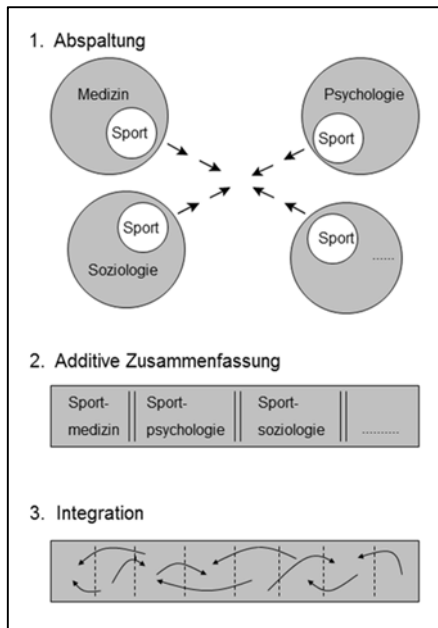 1. Abspaltung
Medizin
Sport
Psychologie
Sport
Sport
Soziologie
Sport
........
2. Additive Zusammenfassung
Sport-
medizin
Sport-
psychologie
Sport-
soziologie
..........
3. Integration